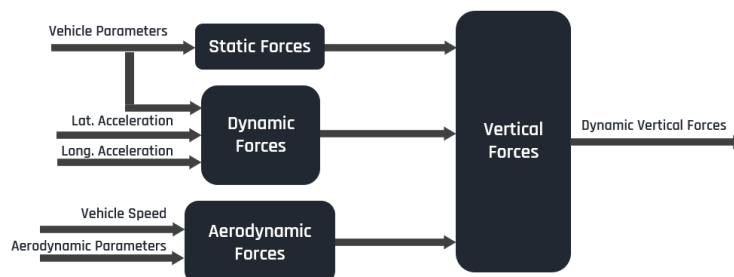 Vehicle Parameters
Static Forces
Lat. Acceleration
Long. Acceleration
Dynamic
Forces
Vehicle Speed
Aerodynamic Parameters
Aerodynamic
Forces
Vertical
Forces
Dynamic Vertical Forces